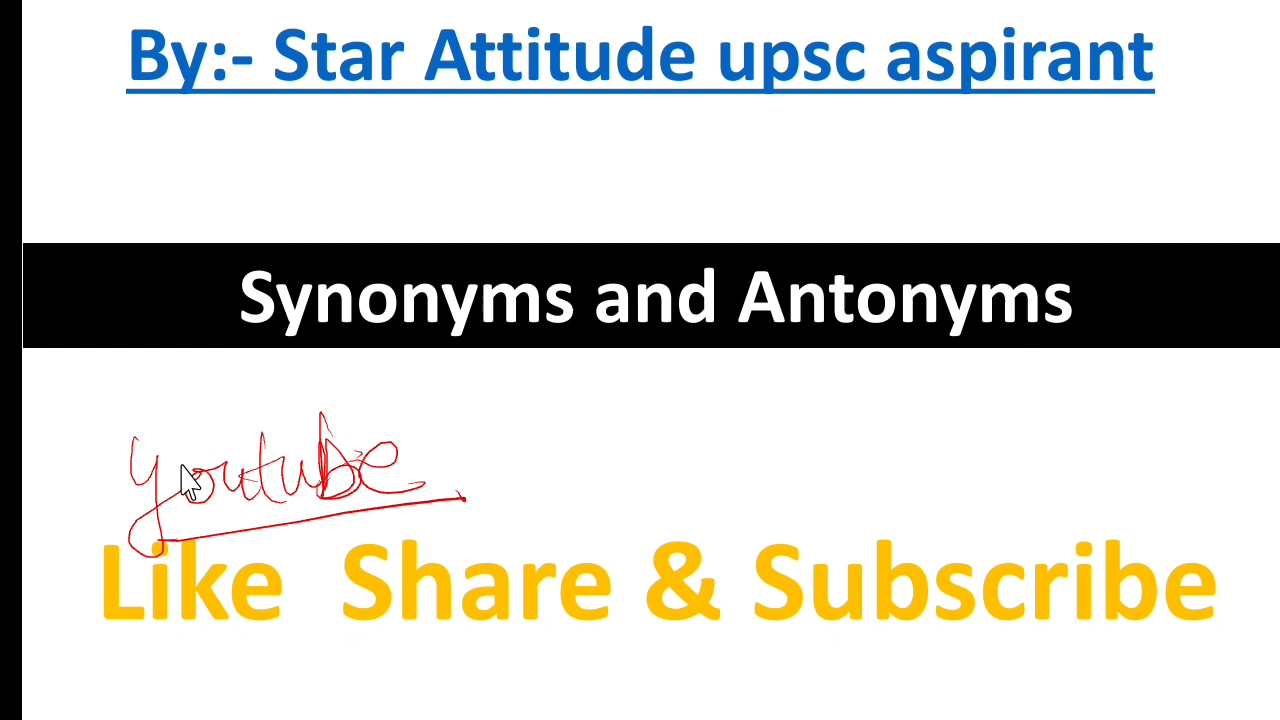 By:- Star Attitude upsc aspirant
Synonyms and Antonyms
youtube
Like Share & Subscribe